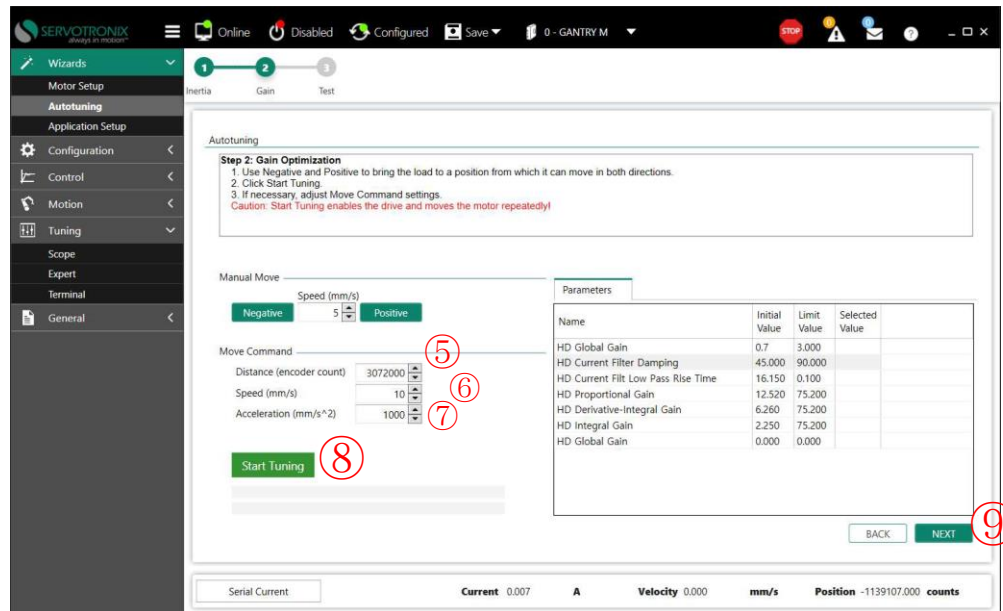 SERVOTRONIX
always in motion™
Online
Disabled
Configured
Save
0 - GANTRY M
STOP
0
0
?
Wizards
Motor Setup
Autotuning
Application Setup
Configuration
Control
Motion
Tuning
Scope
Expert
Terminal
General
1 2 3
Inertia Gain Test
Autotuning
Step 2: Gain Optimization
1. Use Negative and Positive to bring the load to a position from which it can move in both directions.
2. Click Start Tuning.
3. If necessary, adjust Move Command settings.
Caution: Start Tuning enables the drive and moves the motor repeatedly!
Manual Move
Speed (mm/s)
Negative 5 Positive
Move Command
Distance (encoder count) 3072000 ⑤
Speed (mm/s) 10 ⑥
Acceleration (mm/s^2) 1000 ⑦
Start Tuning ⑧
Parameters
Name Initial Value Limit Value Selected Value
HD Global Gain 0.7 3.000
HD Current Filter Damping 45.000 90.000
HD Current Filt Low Pass Rise Time 16.150 0.100
HD Proportional Gain 12.520 75.200
HD Derivative-Integral Gain 6.260 75.200
HD Integral Gain 2.250 75.200
HD Global Gain 0.000 0.000
BACK NEXT ⑨
Serial Current Current 0.007 A Velocity 0.000 mm/s Position -1139107.000 counts